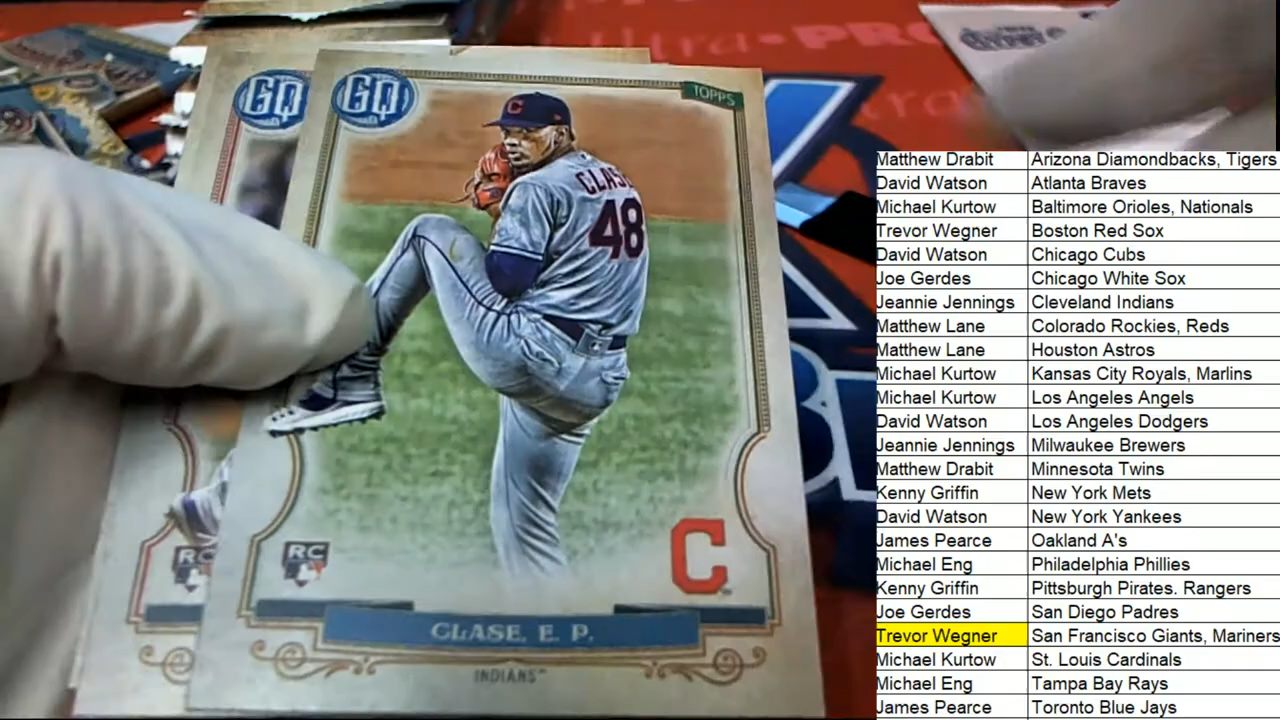 GQ
GQ
TOPPS
C
CLAS
48
RC
RC
C
CLASE, E. P.
INDIANS
Ultra•PRO
Matthew Drabit Arizona Diamondbacks, Tigers
David Watson Atlanta Braves
Michael Kurtow Baltimore Orioles, Nationals
Trevor Wegner Boston Red Sox
David Watson Chicago Cubs
Joe Gerdes Chicago White Sox
Jeannie Jennings Cleveland Indians
Matthew Lane Colorado Rockies, Reds
Matthew Lane Houston Astros
Michael Kurtow Kansas City Royals, Marlins
Michael Kurtow Los Angeles Angels
David Watson Los Angeles Dodgers
Jeannie Jennings Milwaukee Brewers
Matthew Drabit Minnesota Twins
Kenny Griffin New York Mets
David Watson New York Yankees
James Pearce Oakland A's
Michael Eng Philadelphia Phillies
Kenny Griffin Pittsburgh Pirates. Rangers
Joe Gerdes San Diego Padres
Trevor Wegner San Francisco Giants, Mariners
Michael Kurtow St. Louis Cardinals
Michael Eng Tampa Bay Rays
James Pearce Toronto Blue Jays